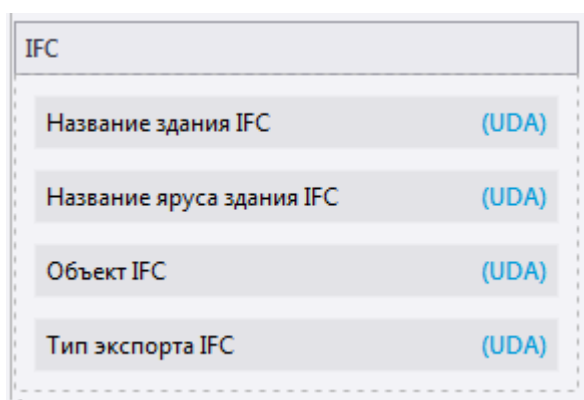 IFC
Название здания IFC (UDA)
Название яруса здания IFC (UDA)
Объект IFC (UDA)
Тип экспорта IFC (UDA)